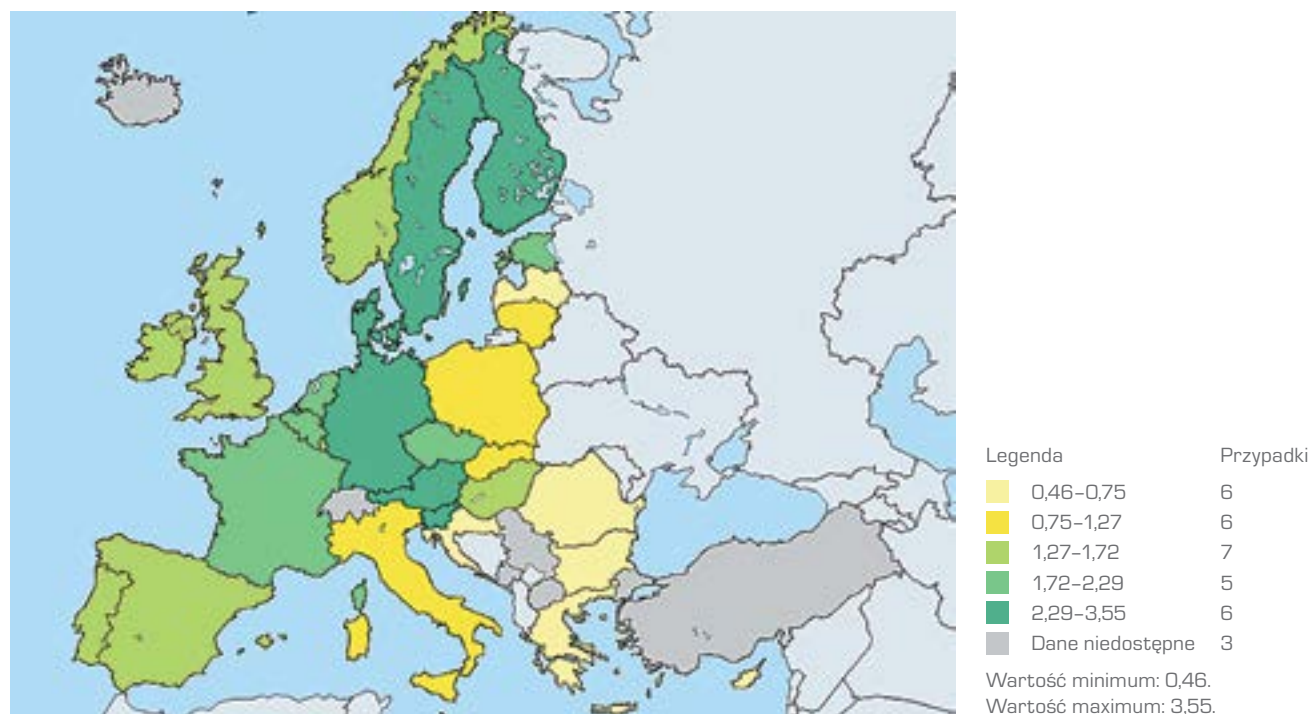 Legenda Przypadki
0,46–0,75 6
0,75–1,27 6
1,27–1,72 7
1,72–2,29 5
2,29–3,55 6
Dane niedostępne 3
Wartość minimum: 0,46.
Wartość maximum: 3,55.